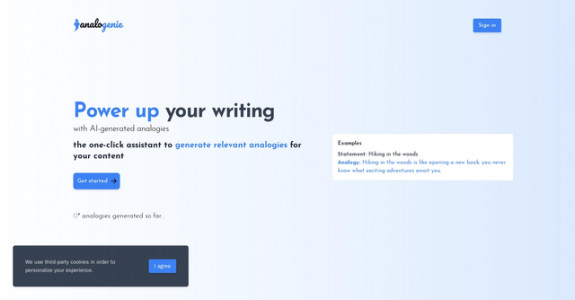 analogenie
Sign in
Power up your writing
with AI-generated analogies
the one-click assistant to generate relevant analogies for
your content
Get started
0+ analogies generated so far.
Examples
Statement: Hiking in the woods
Analogy: Hiking in the woods is like opening a new book, you never
know what exciting adventures await you.
We use third-party cookies in order to
personalize your experience.
I agree